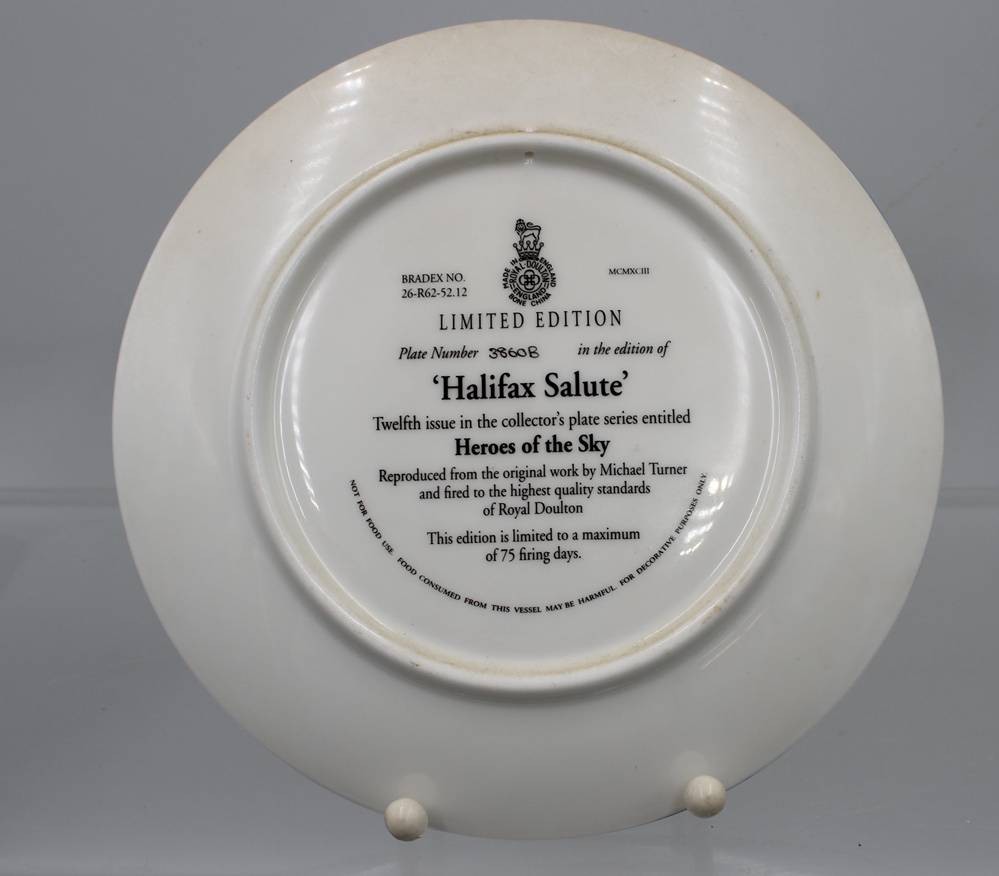 MADE IN ENGLAND
ROYAL·DOULTON
ENGLAND
BONE CHINA
BRADEX NO.
26-R62-52.12
MCMXCIII
LIMITED EDITION
Plate Number 3860B in the edition of
‘Halifax Salute’
Twelfth issue in the collector’s plate series entitled
Heroes of the Sky
Reproduced from the original work by Michael Turner
and fired to the highest quality standards
of Royal Doulton
This edition is limited to a maximum
of 75 firing days.
NOT FOR FOOD USE. FOOD CONSUMED FROM THIS VESSEL MAY BE HARMFUL. FOR DECORATIVE PURPOSES ONLY.